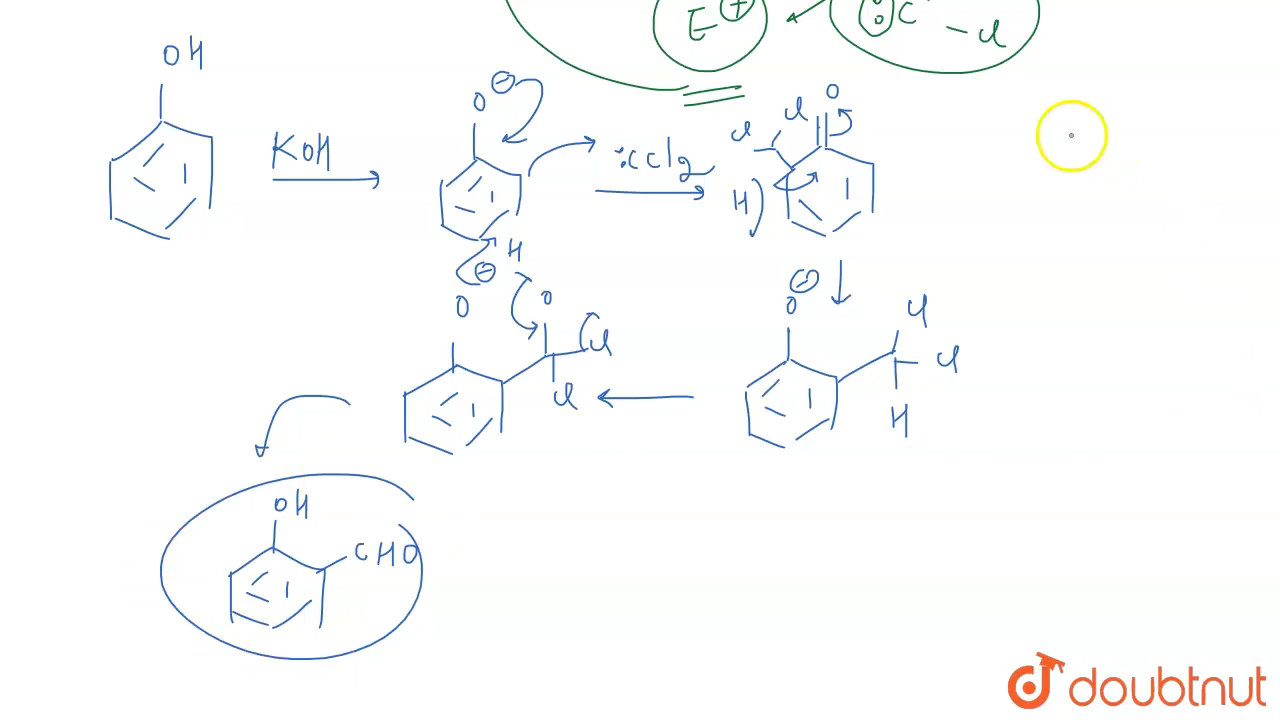 E +
: C - Cl
OH
KOH
O ⊖
:CCl2
Cl Cl O
H
H
⊖
O
O
Cl
Cl
⊖
O
Cl
Cl
H
OH
CHO
doubtnut